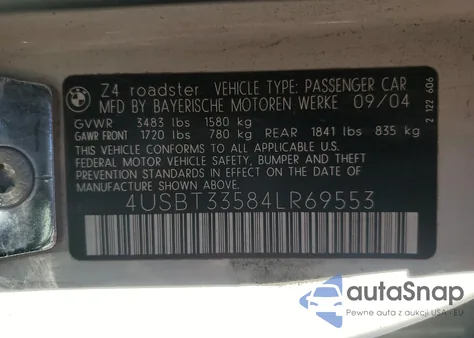 Z4 roadster VEHICLE TYPE: PASSENGER CAR
MFD BY BAYERISCHE MOTOREN WERKE 09/04
GVWR 3483 lbs 1580 kg
GAWR FRONT 1720 lbs 780 kg REAR 1841 lbs 835 kg
THIS VEHICLE CONFORMS TO ALL APPLICABLE U.S.
FEDERAL MOTOR VEHICLE SAFETY, BUMPER AND THEFT
PREVENTION STANDARDS IN EFFECT ON THE DATE OF
MANUFACTURE SHOWN ABOVE.
4USBT33584LR69553
2 122 606
autoSnap
Pewne auta z aukcji USA i EU